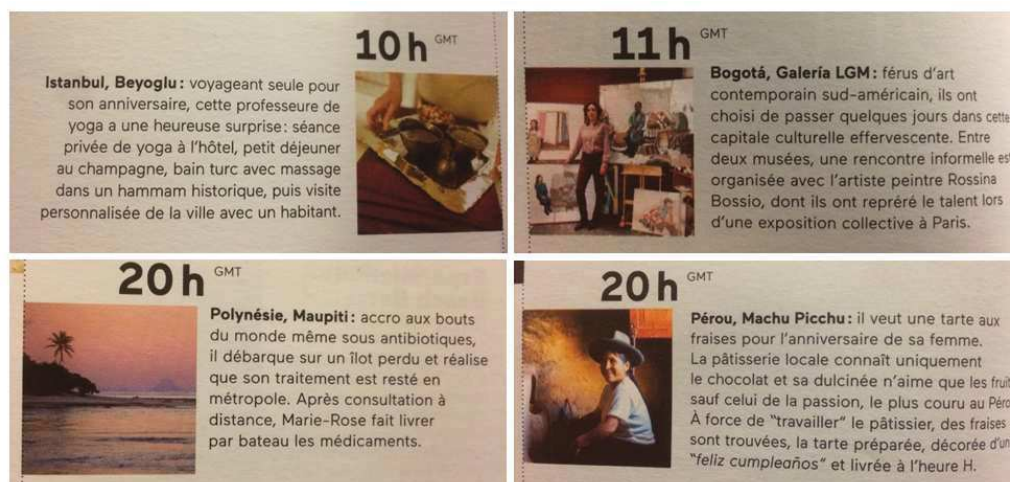 10h GMT
Istanbul, Beyoglu : voyageant seule pour
son anniversaire, cette professeure de
yoga a une heureuse surprise : séance
privée de yoga à l'hôtel, petit déjeuner
au champagne, bain turc avec massage
dans un hammam historique, puis visite
personnalisée de la ville avec un habitant.
11h GMT
Bogotá, Galería LGM : férus d'art
contemporain sud-américain, ils ont
choisi de passer quelques jours dans cette
capitale culturelle effervescente. Entre
deux musées, une rencontre informelle est
organisée avec l'artiste peintre Rossina
Bossio, dont ils ont repréré le talent lors
d'une exposition collective à Paris.
20h GMT
Polynésie, Maupiti : accro aux bouts
du monde même sous antibiotiques,
il débarque sur un îlot perdu et réalise
que son traitement est resté en
métropole. Après consultation à
distance, Marie-Rose fait livrer
par bateau les médicaments.
20h GMT
Pérou, Machu Picchu : il veut une tarte aux
fraises pour l'anniversaire de sa femme.
La pâtisserie locale connaît uniquement
le chocolat et sa dulcinée n'aime que les fruit
sauf celui de la passion, le plus couru au Péro
À force de "travailler" le pâtissier, des fraises
sont trouvées, la tarte préparée, décorée d'un
"feliz cumpleaños" et livrée à l'heure H.